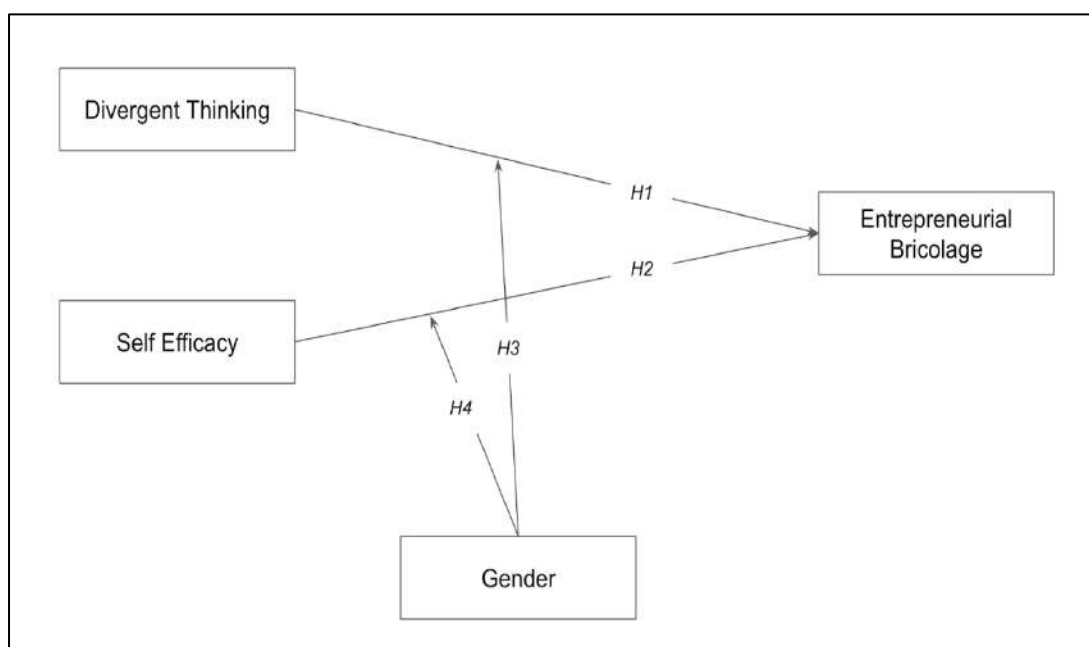 Divergent Thinking
H1
Entrepreneurial
Bricolage
H2
Self Efficacy
H3
H4
Gender